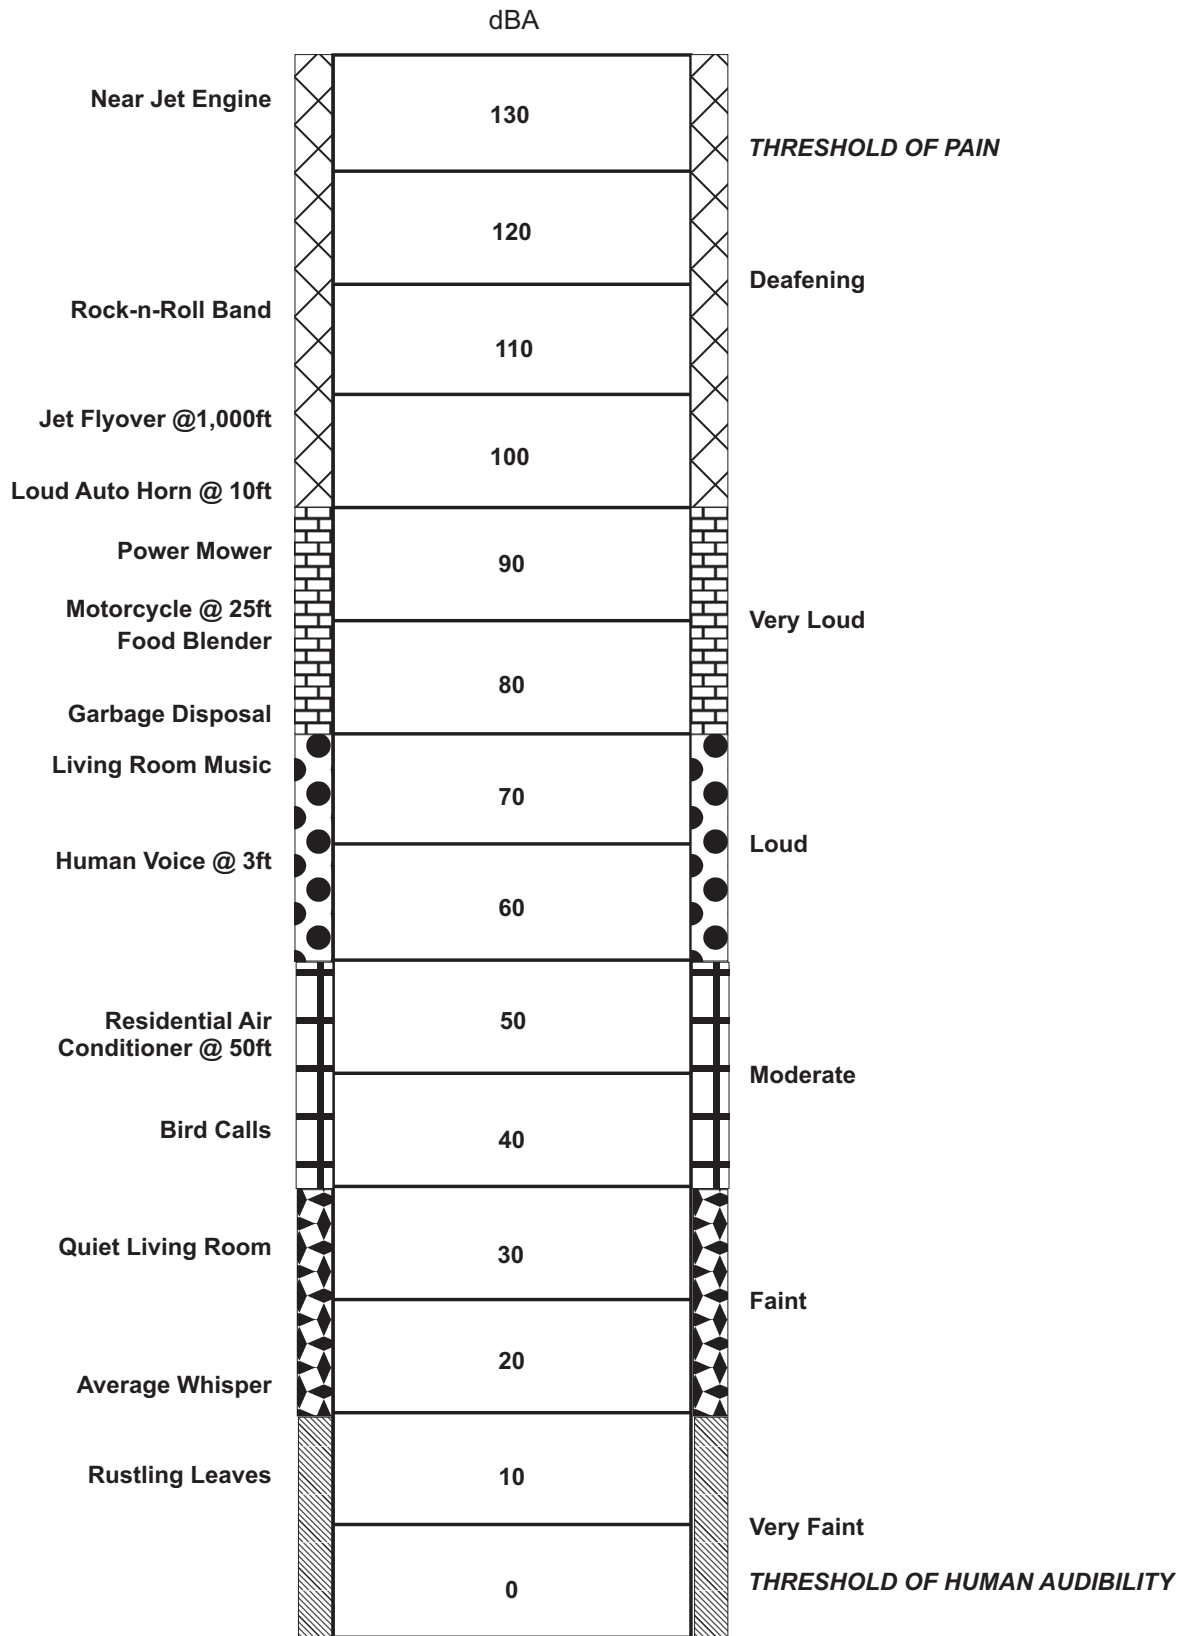 dBA
Near Jet Engine
130
THRESHOLD OF PAIN
120
Deafening
Rock-n-Roll Band
110
Jet Flyover @1,000ft
100
Loud Auto Horn @ 10ft
Power Mower
90
Motorcycle @ 25ft
Very Loud
Food Blender
80
Garbage Disposal
Living Room Music
70
Loud
Human Voice @ 3ft
60
50
Residential Air
Conditioner @ 50ft
Moderate
Bird Calls
40
Quiet Living Room
30
Faint
20
Average Whisper
Rustling Leaves
10
Very Faint
THRESHOLD OF HUMAN AUDIBILITY
0